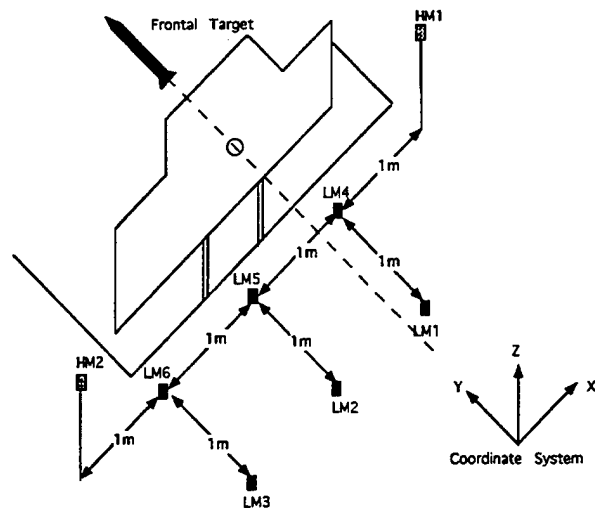 Frontal Target
HM1
1m
LM4
1m
1m
LM5
LM1
1m
HM2
LM6
1m
LM2
1m
1m
LM3
Z
Y
X
Coordinate System